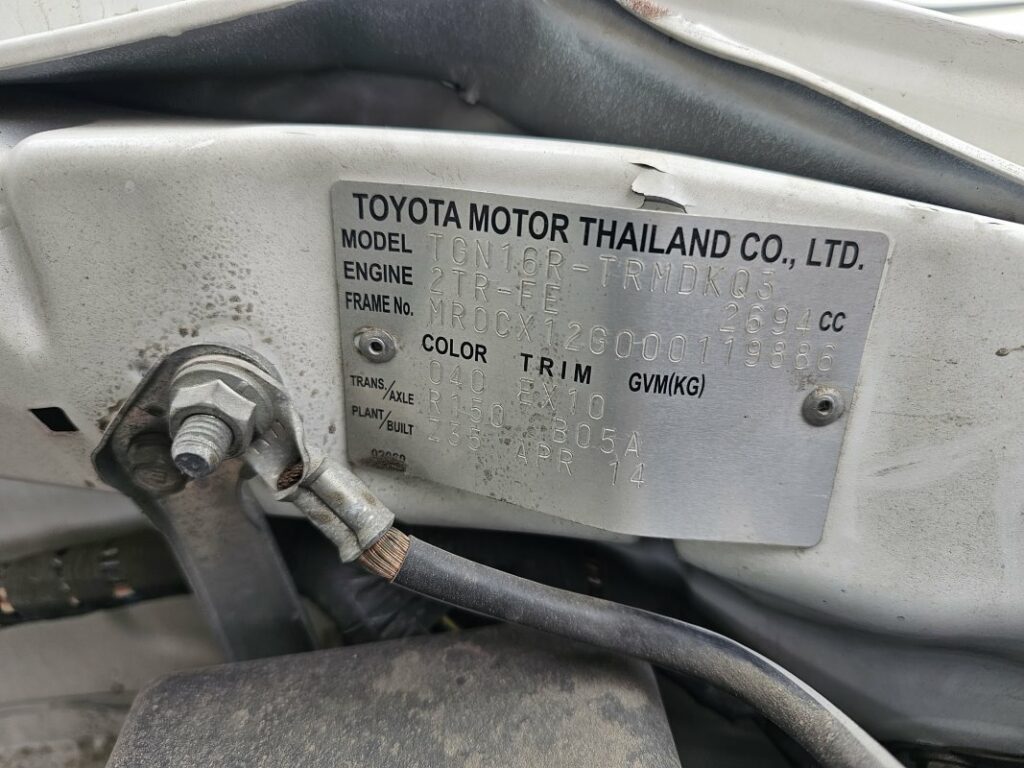 TOYOTA MOTOR THAILAND CO., LTD.
MODEL TGN16R-TRMDKQ3
ENGINE 2TR-FE 2694 CC
FRAME No. MR0CX12G000119886
COLOR TRIM GVM(KG)
040 EX10
TRANS./AXLE R150 B05A
PLANT/BUILT Z35 APR 14